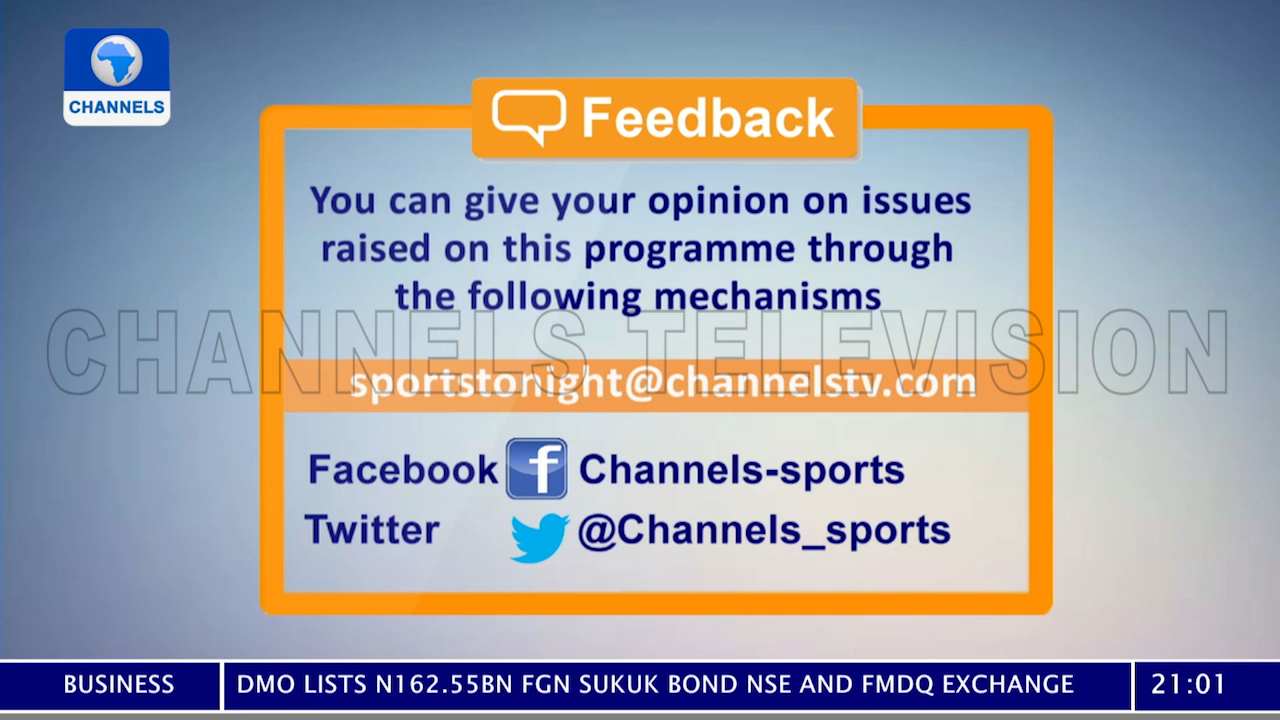 CHANNELS
Feedback
You can give your opinion on issues
raised on this programme through
the following mechanisms
CHANNELS TELEVISION
sportstonight@channelstv.com
Facebook f Channels-sports
Twitter @Channels_sports
BUSINESS DMO LISTS N162.55BN FGN SUKUK BOND NSE AND FMDQ EXCHANGE 21:01